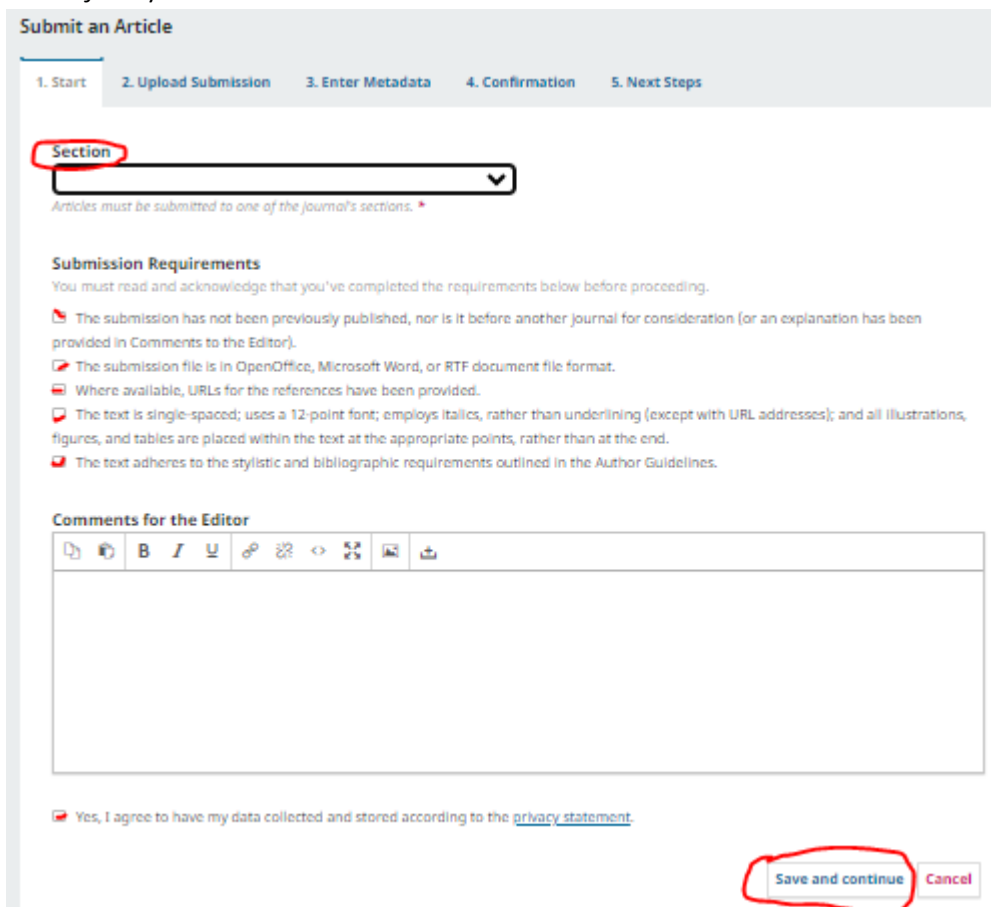 Submit an Article
1. Start 2. Upload Submission 3. Enter Metadata 4. Confirmation 5. Next Steps
Section
Articles must be submitted to one of the journal's sections. *
Submission Requirements
You must read and acknowledge that you've completed the requirements below before proceeding.
The submission has not been previously published, nor is it before another journal for consideration (or an explanation has been
provided in Comments to the Editor).
The submission file is in OpenOffice, Microsoft Word, or RTF document file format.
Where available, URLs for the references have been provided.
The text is single-spaced; uses a 12-point font; employs italics, rather than underlining (except with URL addresses); and all illustrations,
figures, and tables are placed within the text at the appropriate points, rather than at the end.
The text adheres to the stylistic and bibliographic requirements outlined in the Author Guidelines.
Comments for the Editor
B I U
Yes, I agree to have my data collected and stored according to the privacy statement.
Save and continue Cancel